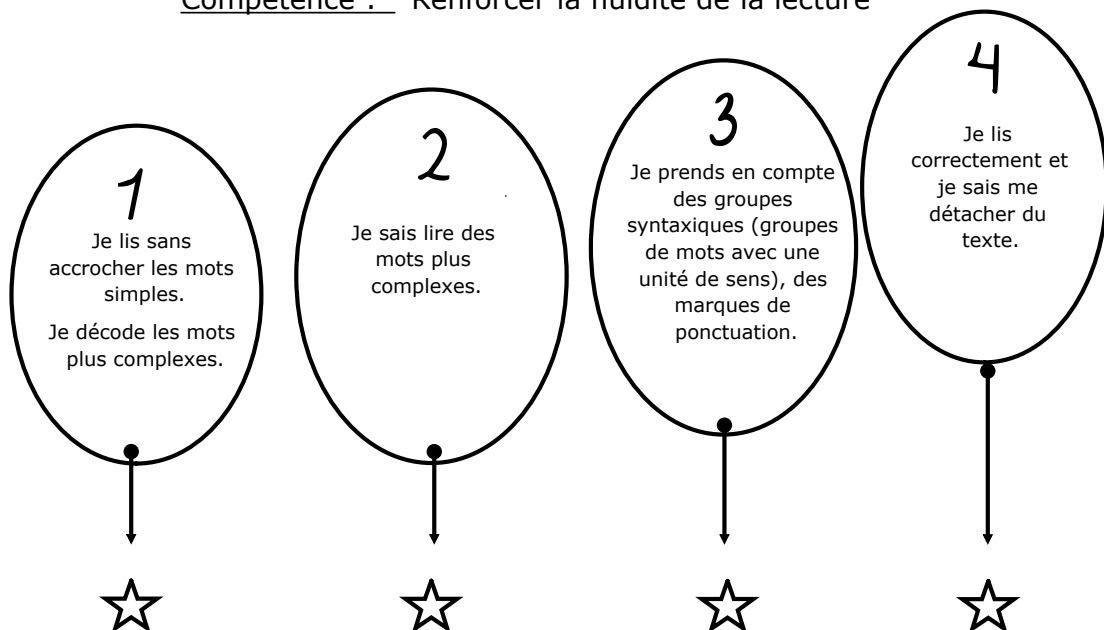 Compétence : Renforcer la fluidité de la lecture
1
Je lis sans
accrocher les mots
simples.
Je décode les mots
plus complexes.
2
Je sais lire des
mots plus
complexes.
3
Je prends en compte
des groupes
syntaxiques (groupes
de mots avec une
unité de sens), des
marques de
ponctuation.
4
Je lis
correctement et
je sais me
détacher du
texte.